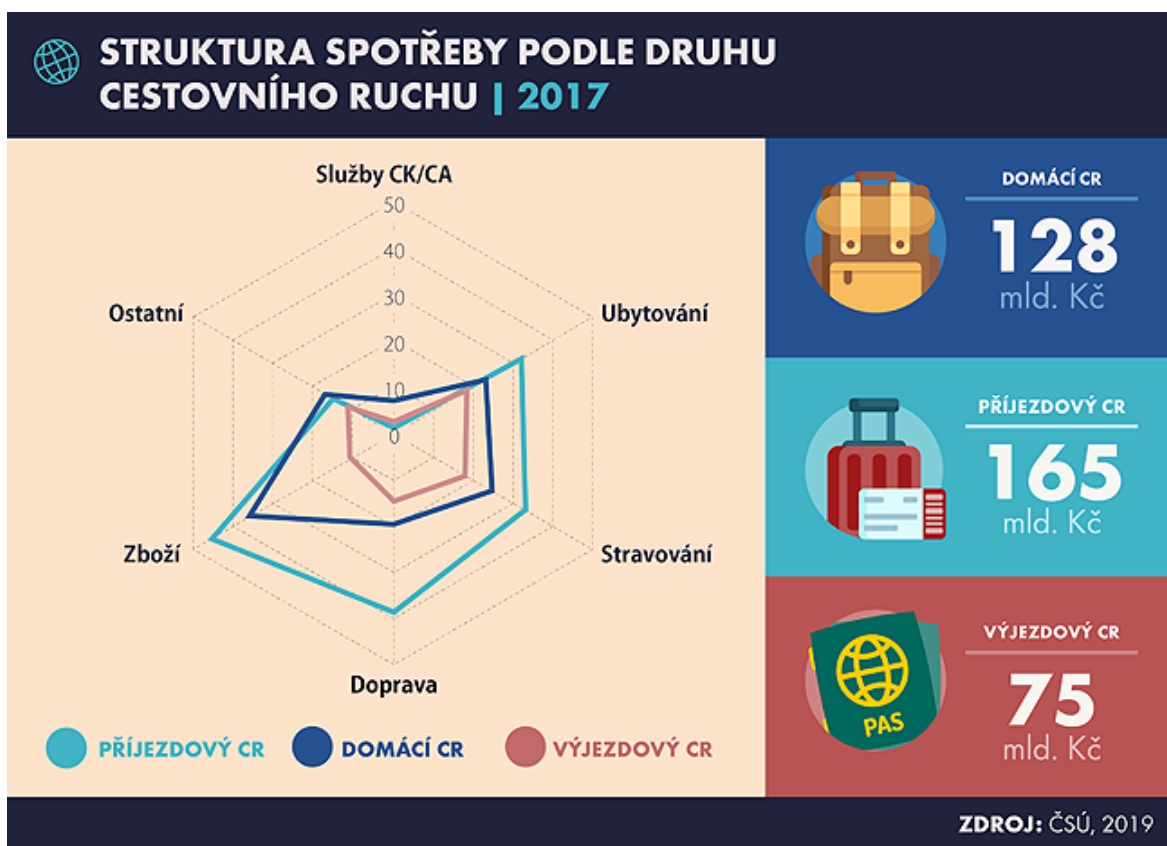 STRUKTURA SPOTŘEBY PODLE DRUHU
CESTOVNÍHO RUCHU | 2017
Služby CK/CA
50
40
30
20
10
0
Ubytování
Stravování
Doprava
Zboží
Ostatní
PŘÍJEZDOVÝ CR
DOMÁCÍ CR
VÝJEZDOVÝ CR
DOMÁCÍ CR
128
mld. Kč
PŘÍJEZDOVÝ CR
165
mld. Kč
PAS
VÝJEZDOVÝ CR
75
mld. Kč
ZDROJ: ČSÚ, 2019